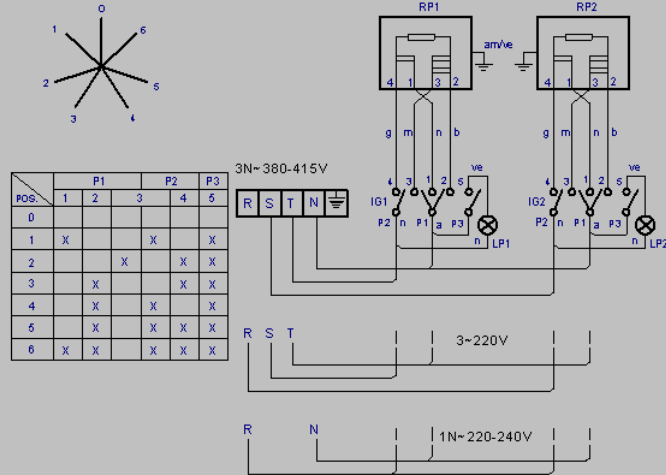 0
1 6
2 5
3 4
RP1 RP2
am/ve
4 1 3 2 4 1 3 2
g m n b g m n b
3N~380-415V
R S T N
ve ve
4 3 1 2 5 4 3 1 2 5
IG1 IG2
P2 n P1 a P3 n LP1 P2 n P1 a P3 n LP2
P1 P2 P3
POS. 1 2 3 4 5
0
1 X X X
2 X X X
3 X X X
4 X X X
5 X X X X
6 X X X X X
R S T 3~220V
R N 1N~220-240V